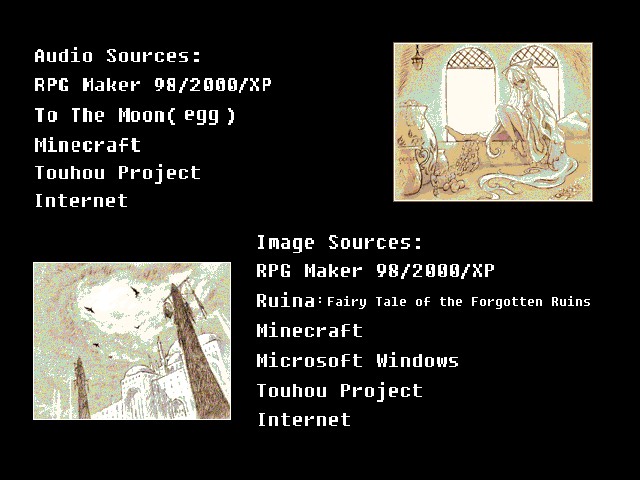 Audio Sources:
RPG Maker 98/2000/XP
To The Moon( egg )
Minecraft
Touhou Project
Internet
Image Sources:
RPG Maker 98/2000/XP
Ruina:Fairy Tale of the Forgotten Ruins
Minecraft
Microsoft Windows
Touhou Project
Internet